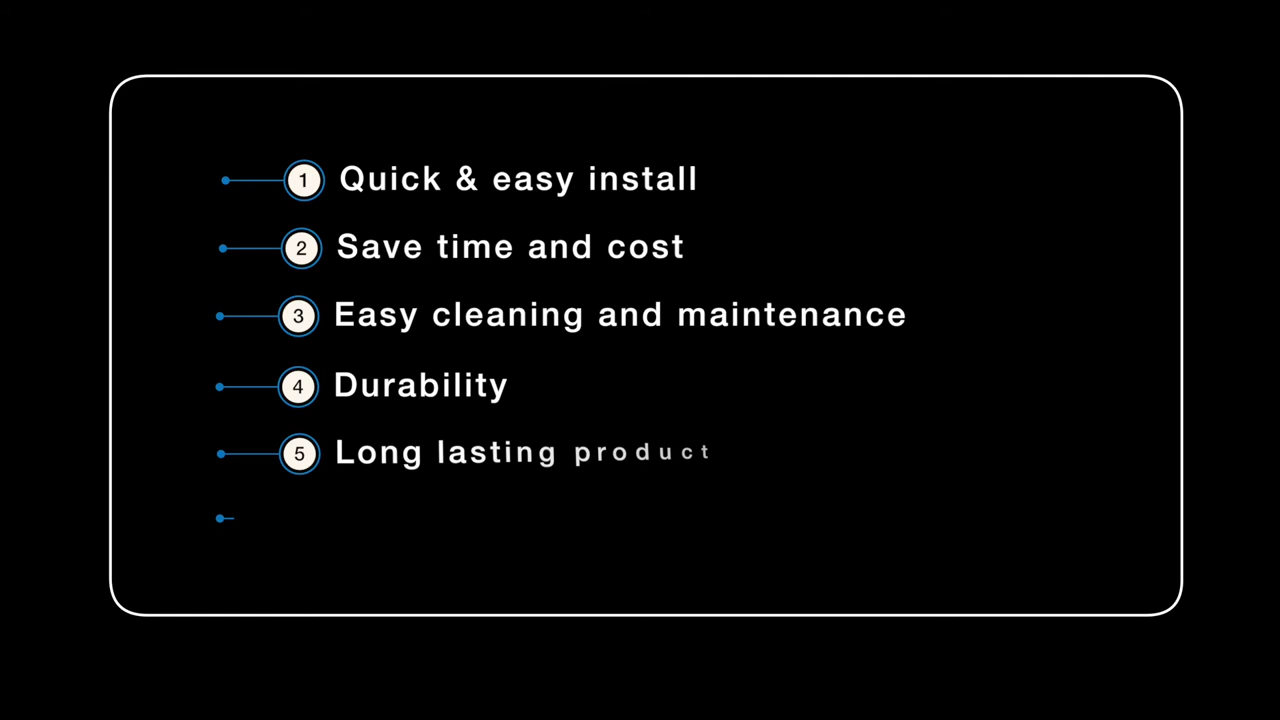 1 Quick & easy install
2 Save time and cost
3 Easy cleaning and maintenance
4 Durability
5 Long lasting product